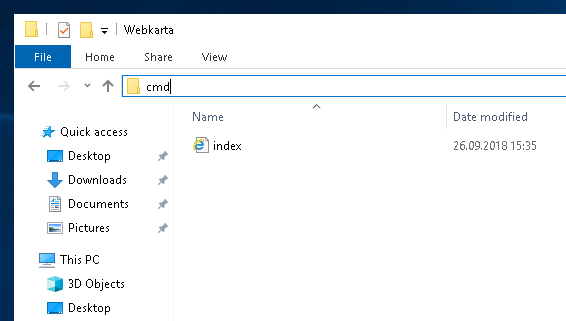 Webkarta
File Home Share View
cmd
Name Date modified
index 26.09.2018 15:35
Quick access
Desktop
Downloads
Documents
Pictures
This PC
3D Objects
Desktop